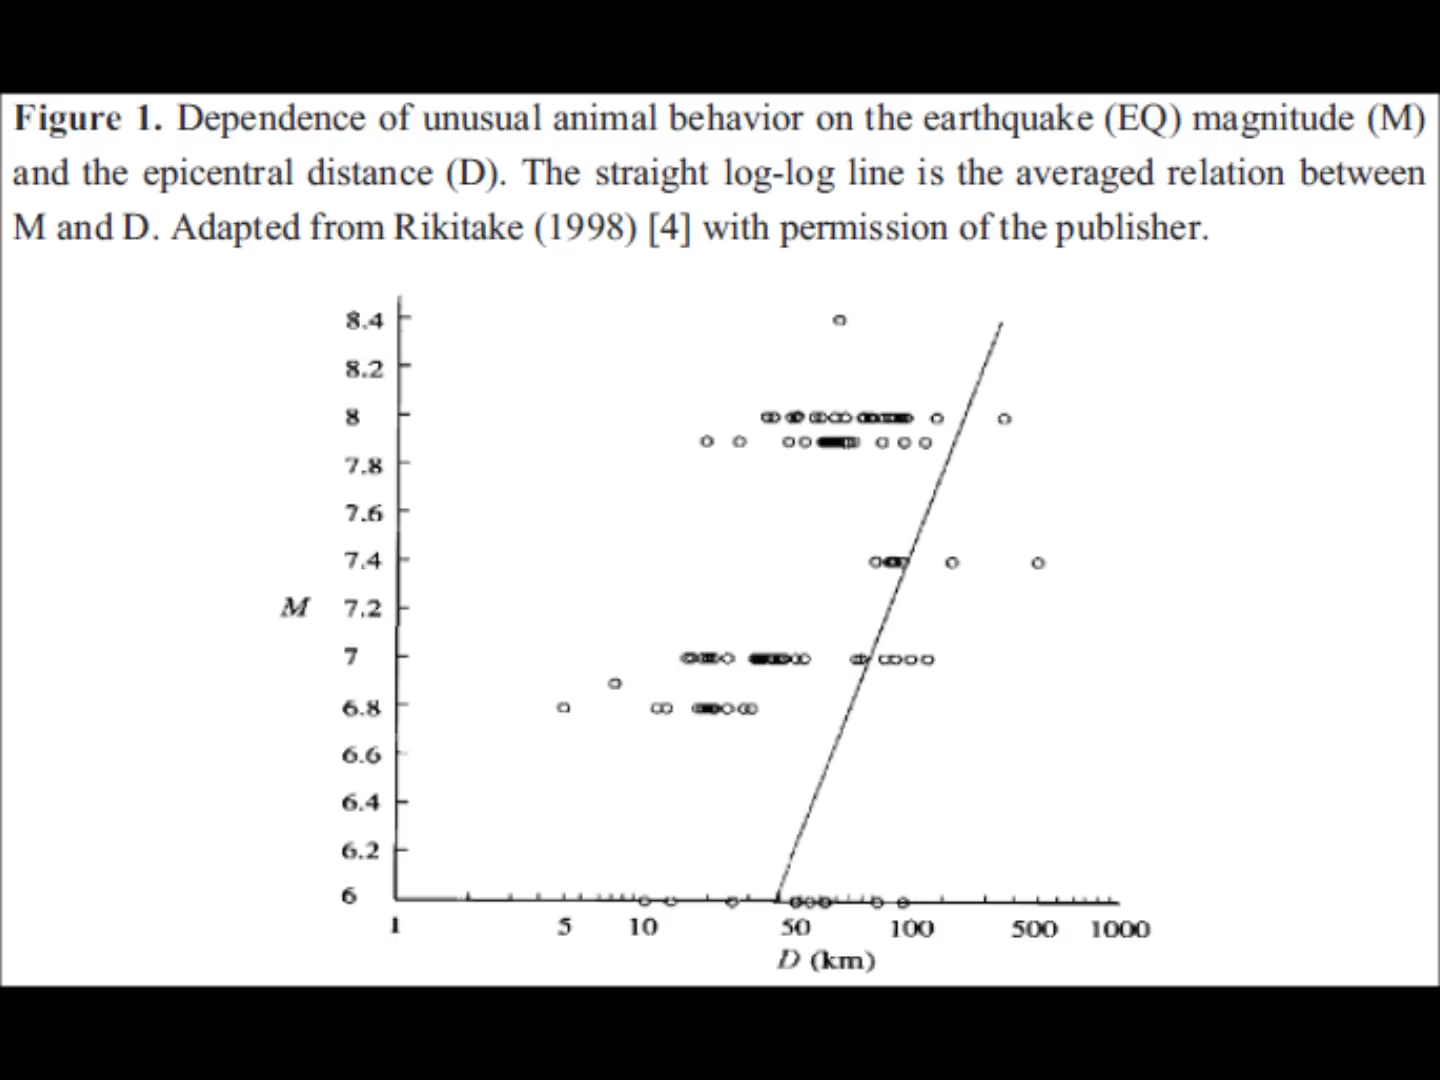 Figure 1. Dependence of unusual animal behavior on the earthquake (EQ) magnitude (M)
and the epicentral distance (D). The straight log-log line is the averaged relation between
M and D. Adapted from Rikitake (1998) [4] with permission of the publisher.
8.4
8.2
8
7.8
7.6
7.4
M 7.2
7
6.8
6.6
6.4
6.2
6
1 5 10 50 100 500 1000
D (km)